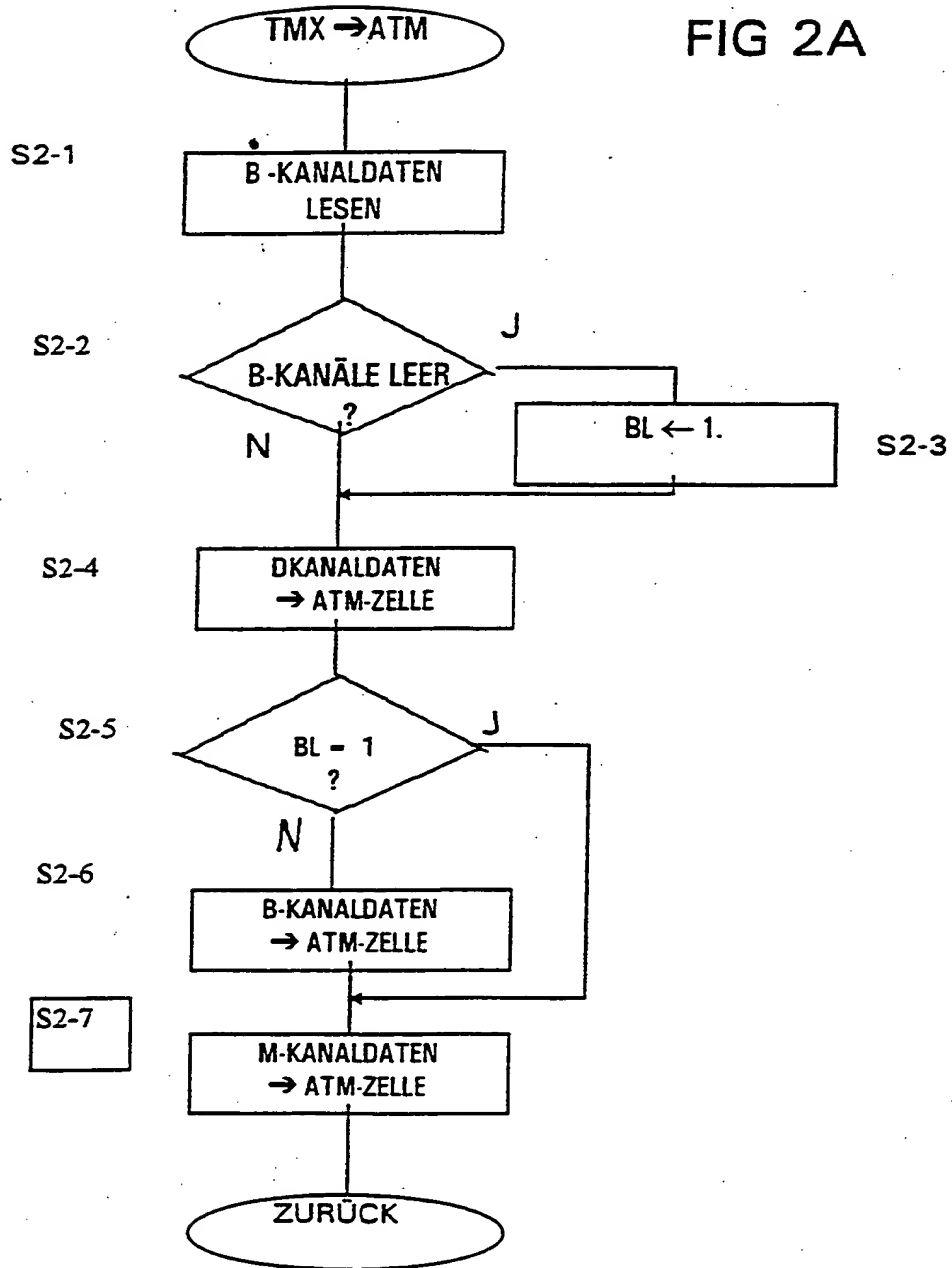 TMX → ATM
FIG 2A
S2-1
B-KANALDATEN
LESEN
S2-2
J
B-KANÄLE LEER
?
N
BL ← 1.
S2-3
S2-4
DKANALDATEN
→ ATM-ZELLE
S2-5
J
BL = 1
?
N
S2-6
B-KANALDATEN
→ ATM-ZELLE
S2-7
M-KANALDATEN
→ ATM-ZELLE
ZURÜCK